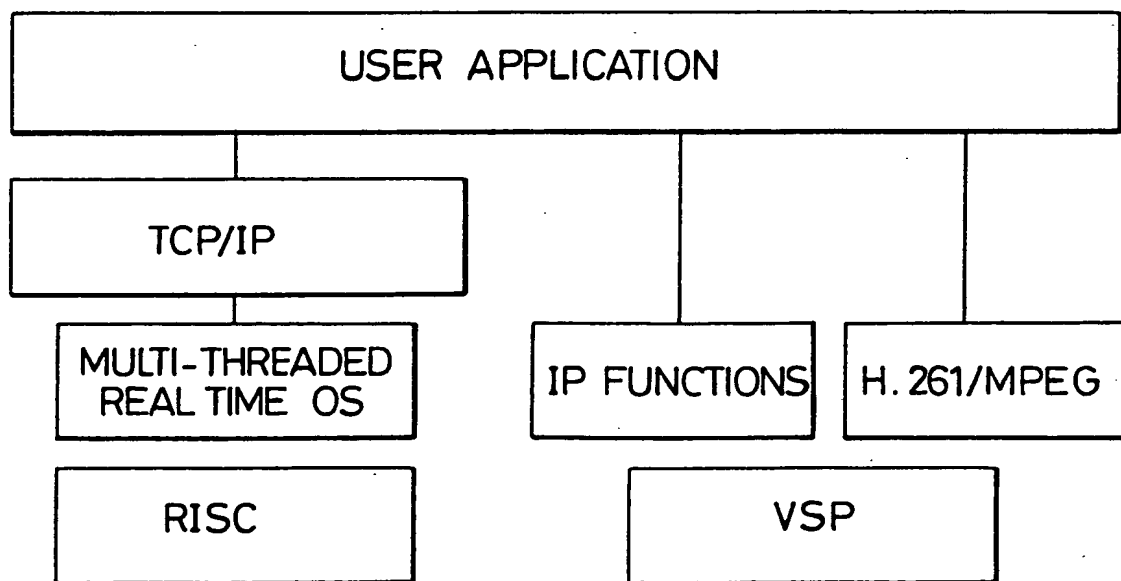 USER APPLICATION
TCP/IP
MULTI-THREADED
REAL TIME OS
IP FUNCTIONS
H.261/MPEG
RISC
VSP